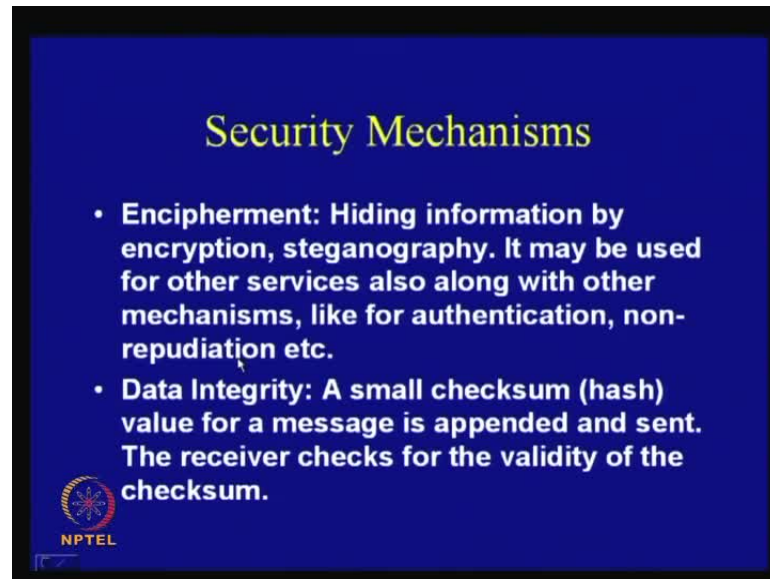 Security Mechanisms
• Encipherment: Hiding information by
encryption, steganography. It may be used
for other services also along with other
mechanisms, like for authentication, non-
repudiation etc.
• Data Integrity: A small checksum (hash)
value for a message is appended and sent.
The receiver checks for the validity of the
checksum.
NPTEL